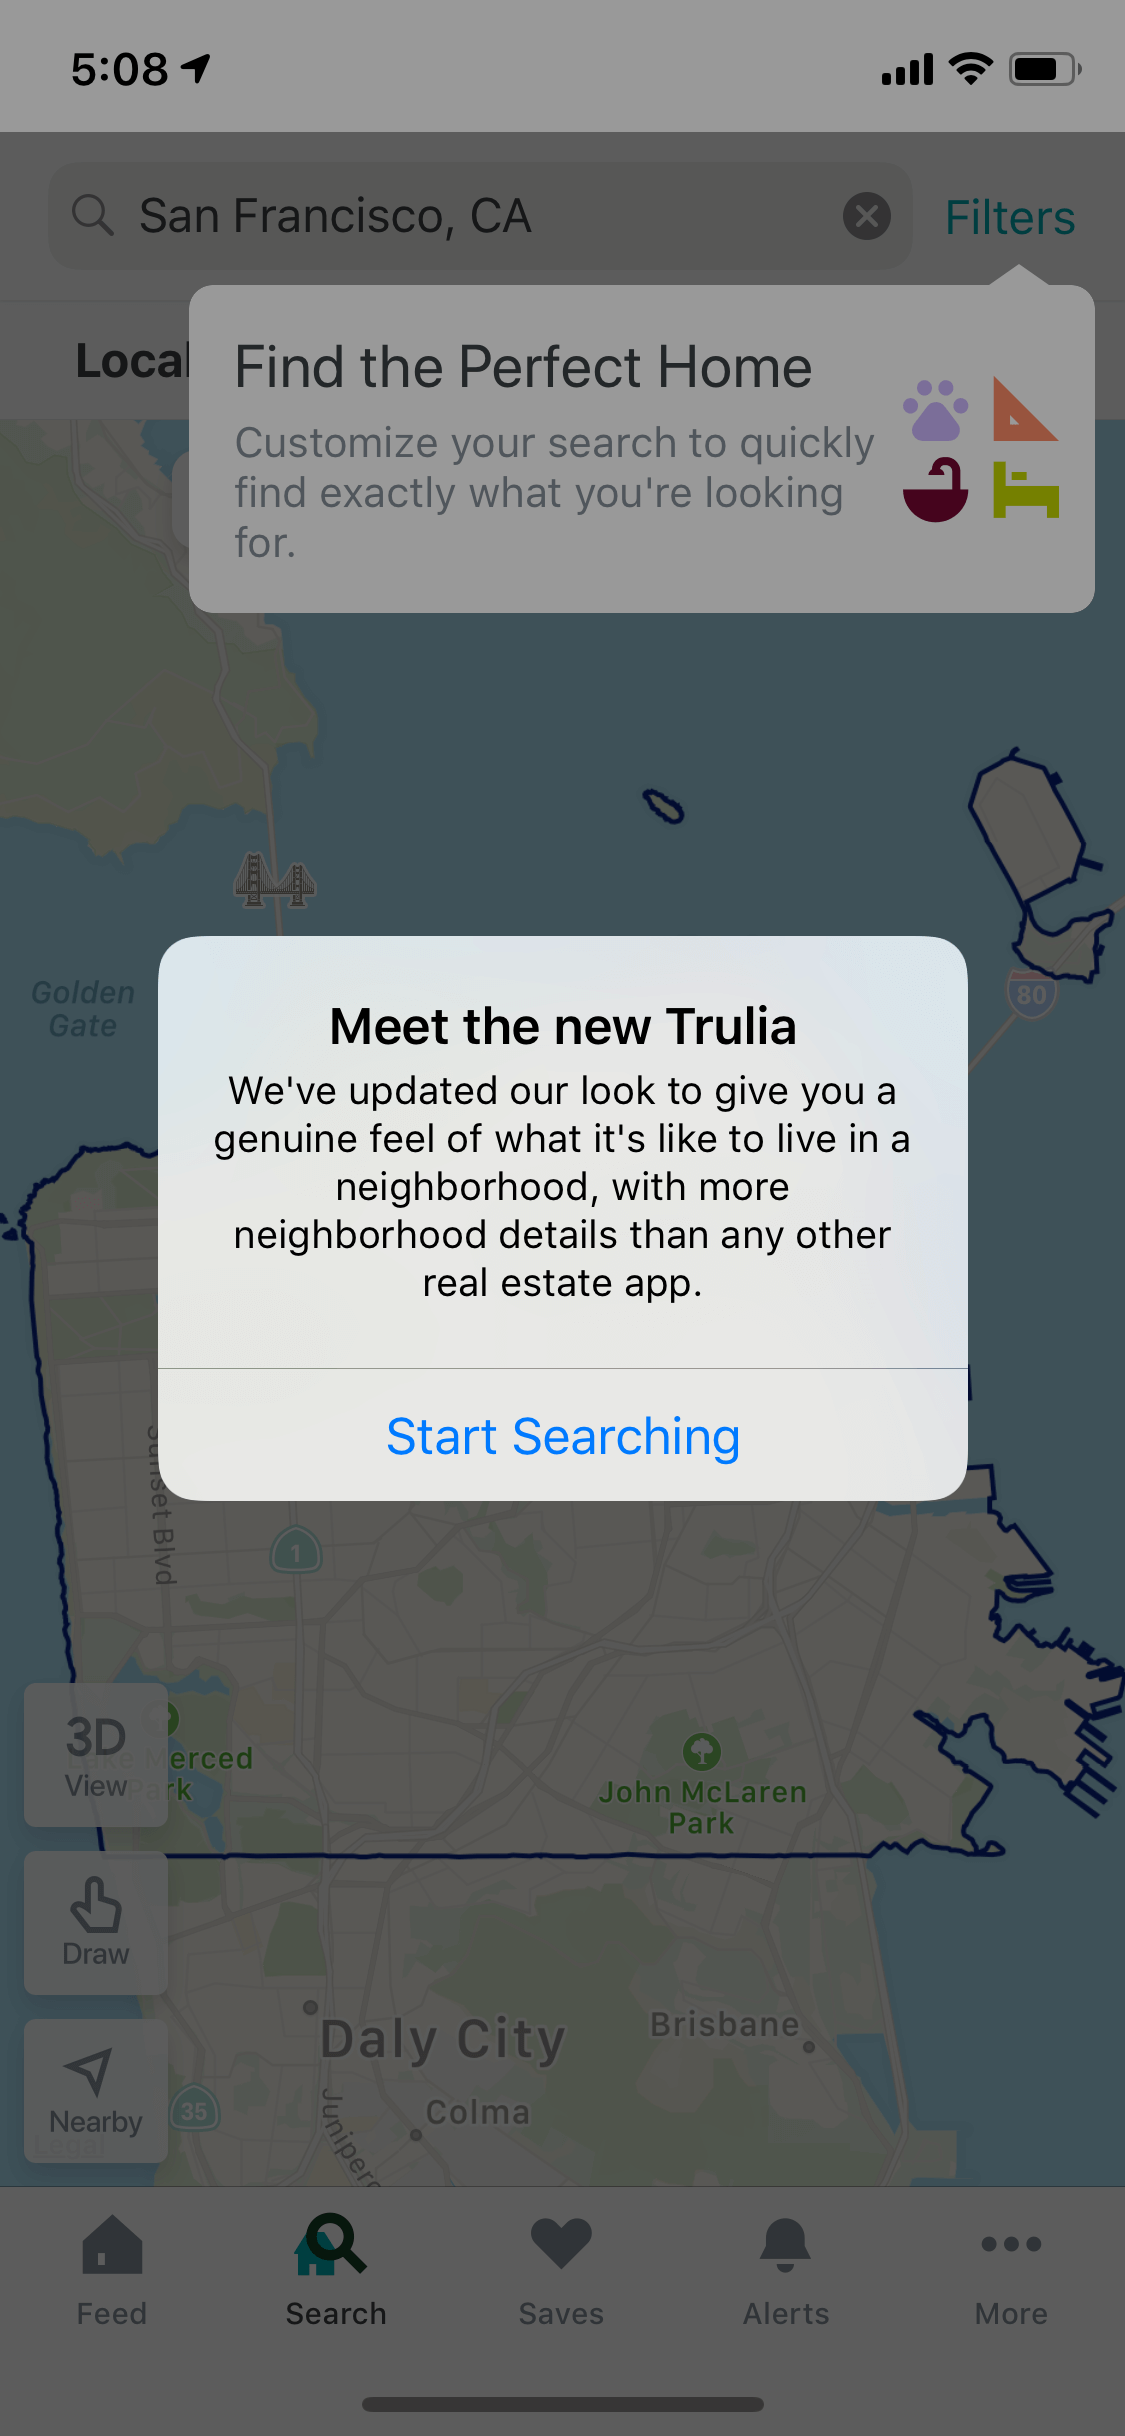 5:08
San Francisco, CA
Filters
Local
Find the Perfect Home
Customize your search to quickly
find exactly what you're looking
for.
80
Golden
Gate
Meet the new Trulia
We've updated our look to give you a
genuine feel of what it's like to live in a
neighborhood, with more
neighborhood details than any other
real estate app.
Start Searching
Sunset Blvd
1
3D
View
Lake Merced
Park
John McLaren
Park
Draw
Daly City
Brisbane
Nearby
Legal
35
Colma
Junipero
Feed
Search
Saves
Alerts
More